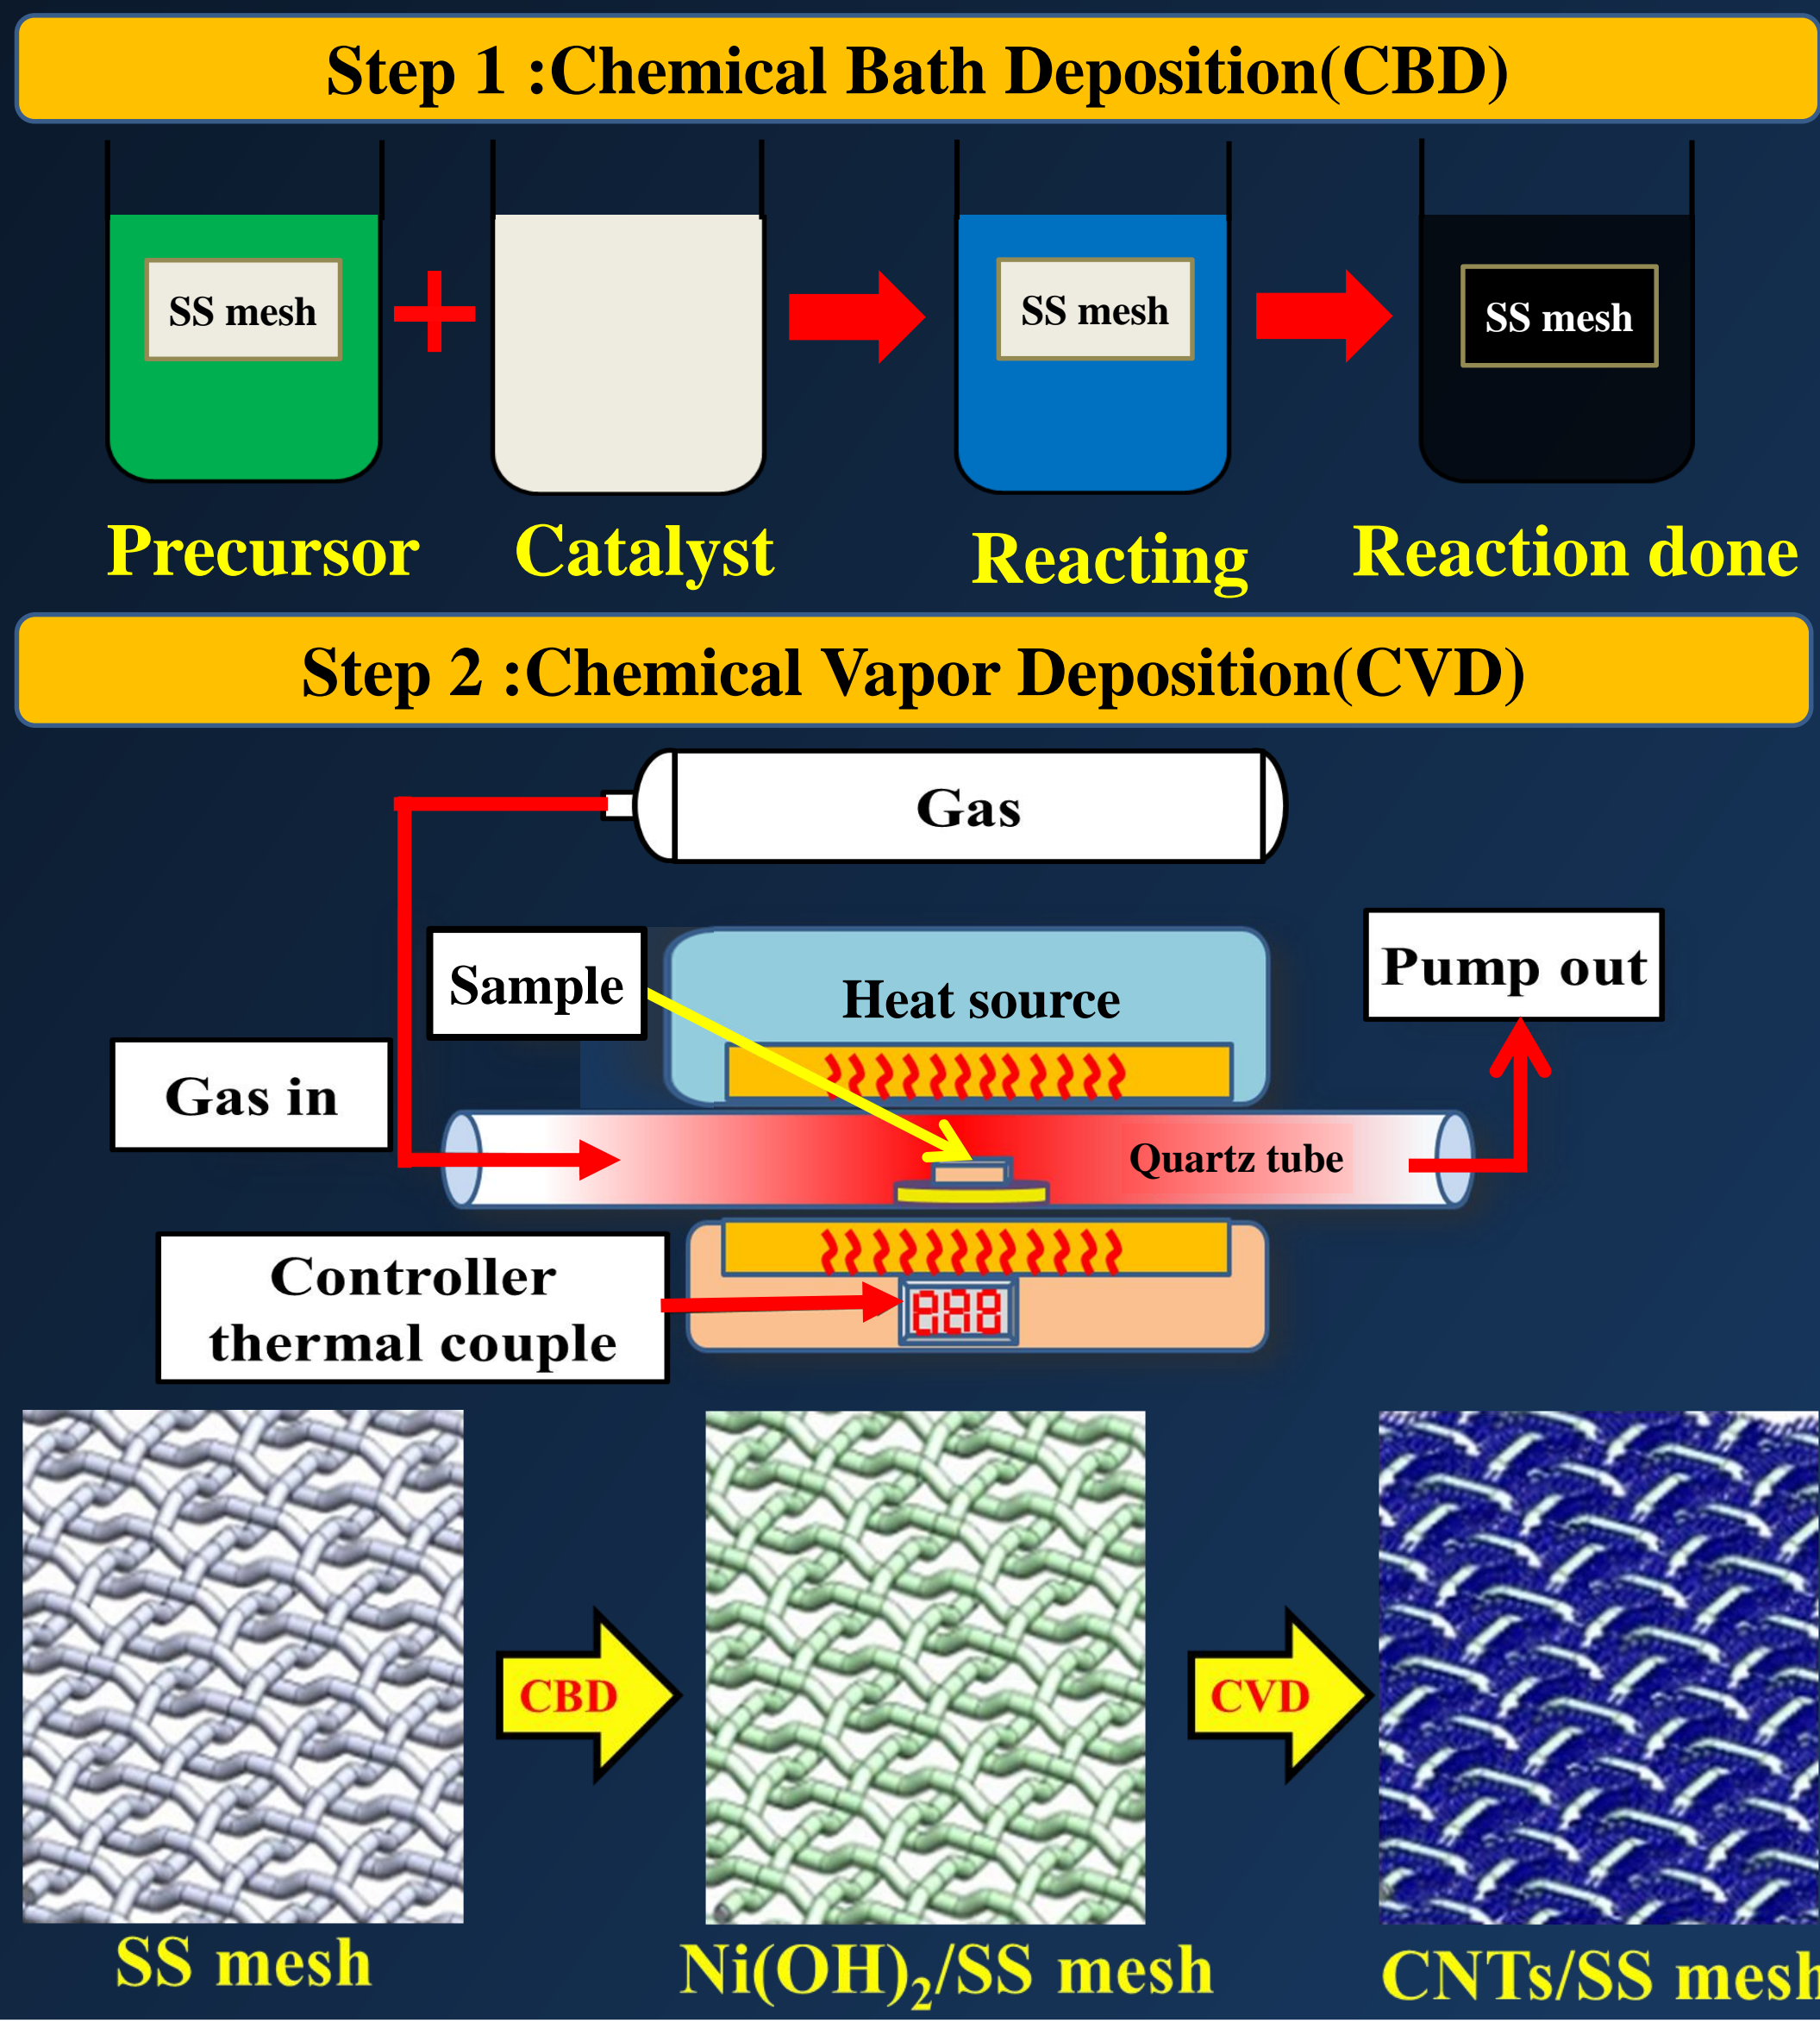 Step 1 :Chemical Bath Deposition(CBD)
SS mesh
SS mesh
SS mesh
Precursor
Catalyst
Reacting
Reaction done
Step 2 :Chemical Vapor Deposition(CVD)
Gas
Sample
Heat source
Pump out
Gas in
Quartz tube
Controller
thermal couple
CBD
CVD
SS mesh
Ni(OH)₂/SS mesh
CNTs/SS mesh